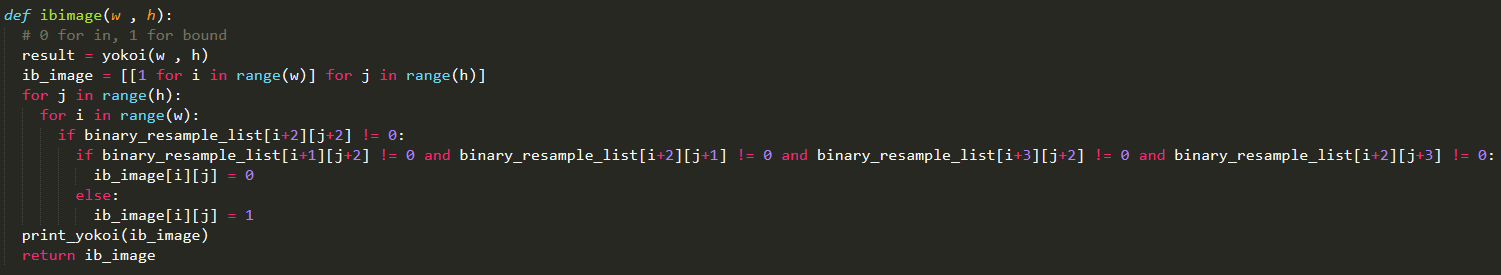 def ibimage(w , h):
  # 0 for in, 1 for bound
  result = yokoi(w , h)
  ib_image = [[1 for i in range(w)] for j in range(h)]
  for j in range(h):
    for i in range(w):
      if binary_resample_list[i+2][j+2] != 0:
        if binary_resample_list[i+1][j+2] != 0 and binary_resample_list[i+2][j+1] != 0 and binary_resample_list[i+3][j+2] != 0 and binary_resample_list[i+2][j+3] != 0:
          ib_image[i][j] = 0
        else:
          ib_image[i][j] = 1
  print_yokoi(ib_image)
  return ib_image